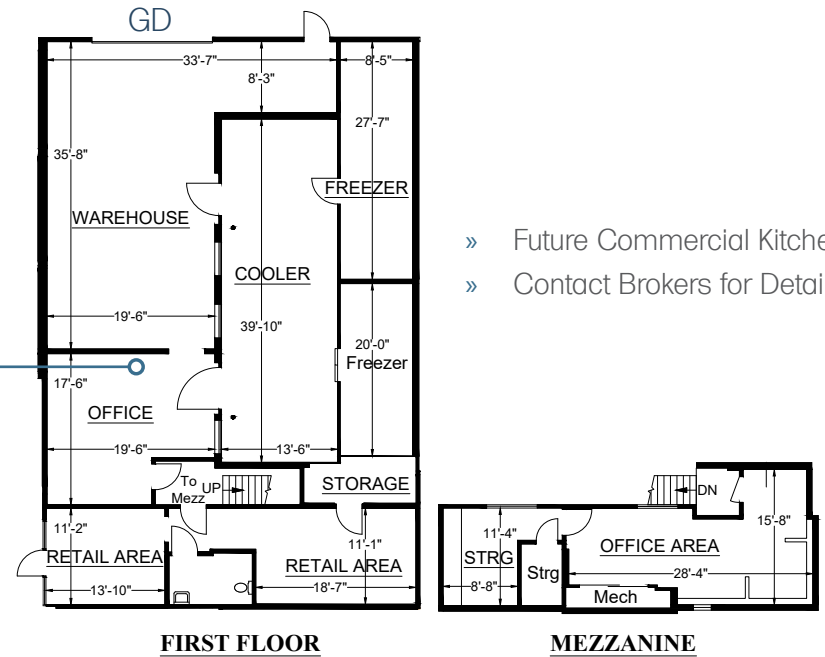 GD
33'-7"
8'-5"
8'-3"
27'-7"
35'-8"
FREEZER
WAREHOUSE
COOLER
19'-6"
39'-10"
20'-0"
Freezer
17'-6"
OFFICE
19'-6"
13'-6"
To
Mezz
UP
STORAGE
11'-2"
RETAIL AREA
13'-10"
11'-1"
RETAIL AREA
18'-7"
FIRST FLOOR
» Future Commercial Kitche
» Contact Brokers for Detai
DN
15'-8"
11'-4"
STRG
8'-8"
Strg
OFFICE AREA
28'-4"
Mech
MEZZANINE